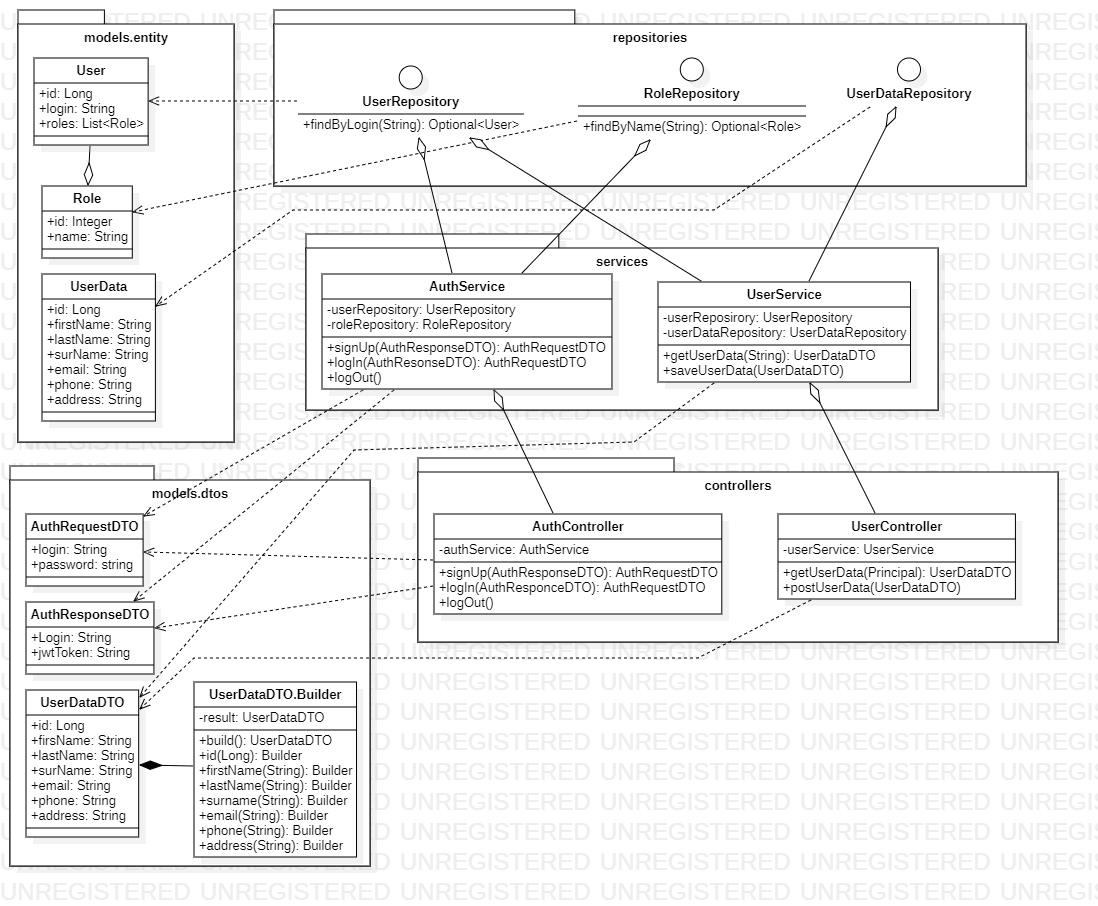 models.entity
User
+id: Long
+login: String
+roles: List<Role>
Role
+id: Integer
+name: String
UserData
+id: Long
+firstName: String
+lastName: String
+surName: String
+email: String
+phone: String
+address: String
repositories
UserRepository
+findByLogin(String): Optional<User>
RoleRepository
+findByName(String): Optional<Role>
UserDataRepository
services
AuthService
-userRepository: UserRepository
-roleRepository: RoleRepository
+signUp(AuthResponseDTO): AuthRequestDTO
+logIn(AuthResonseDTO): AuthRequestDTO
+logOut()
UserService
-userReposirory: UserRepository
-userDataRepository: UserDataRepository
+getUserData(String): UserDataDTO
+saveUserData(UserDataDTO)
models.dtos
AuthRequestDTO
+login: String
+password: string
AuthResponseDTO
+Login: String
+jwtToken: String
UserDataDTO
+id: Long
+firsName: String
+lastName: String
+surName: String
+email: String
+phone: String
+address: String
UserDataDTO.Builder
-result: UserDataDTO
+build(): UserDataDTO
+id(Long): Builder
+firstName(String): Builder
+lastName(String): Builder
+surname(String): Builder
+email(String): Builder
+phone(String): Builder
+address(String): Builder
controllers
AuthController
-authService: AuthService
+signUp(AuthResponseDTO): AuthRequestDTO
+logIn(AuthResponceDTO): AuthRequestDTO
+logOut()
UserController
-userService: UserService
+getUserData(Principal): UserDataDTO
+postUserData(UserDataDTO)
UNREGISTERED UNREGISTERED UNREGISTERED UNREGISTERED UNREGISTERED